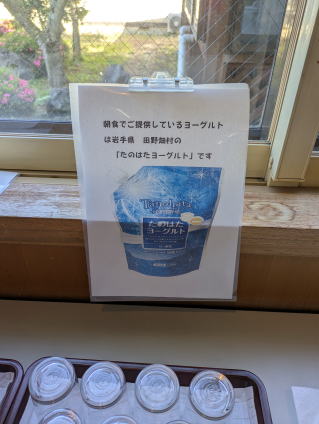 朝食でご提供しているヨーグルト
は岩手県　田野畑村の
「たのはたヨーグルト」です
Tanohata
たのはた
ヨーグルト